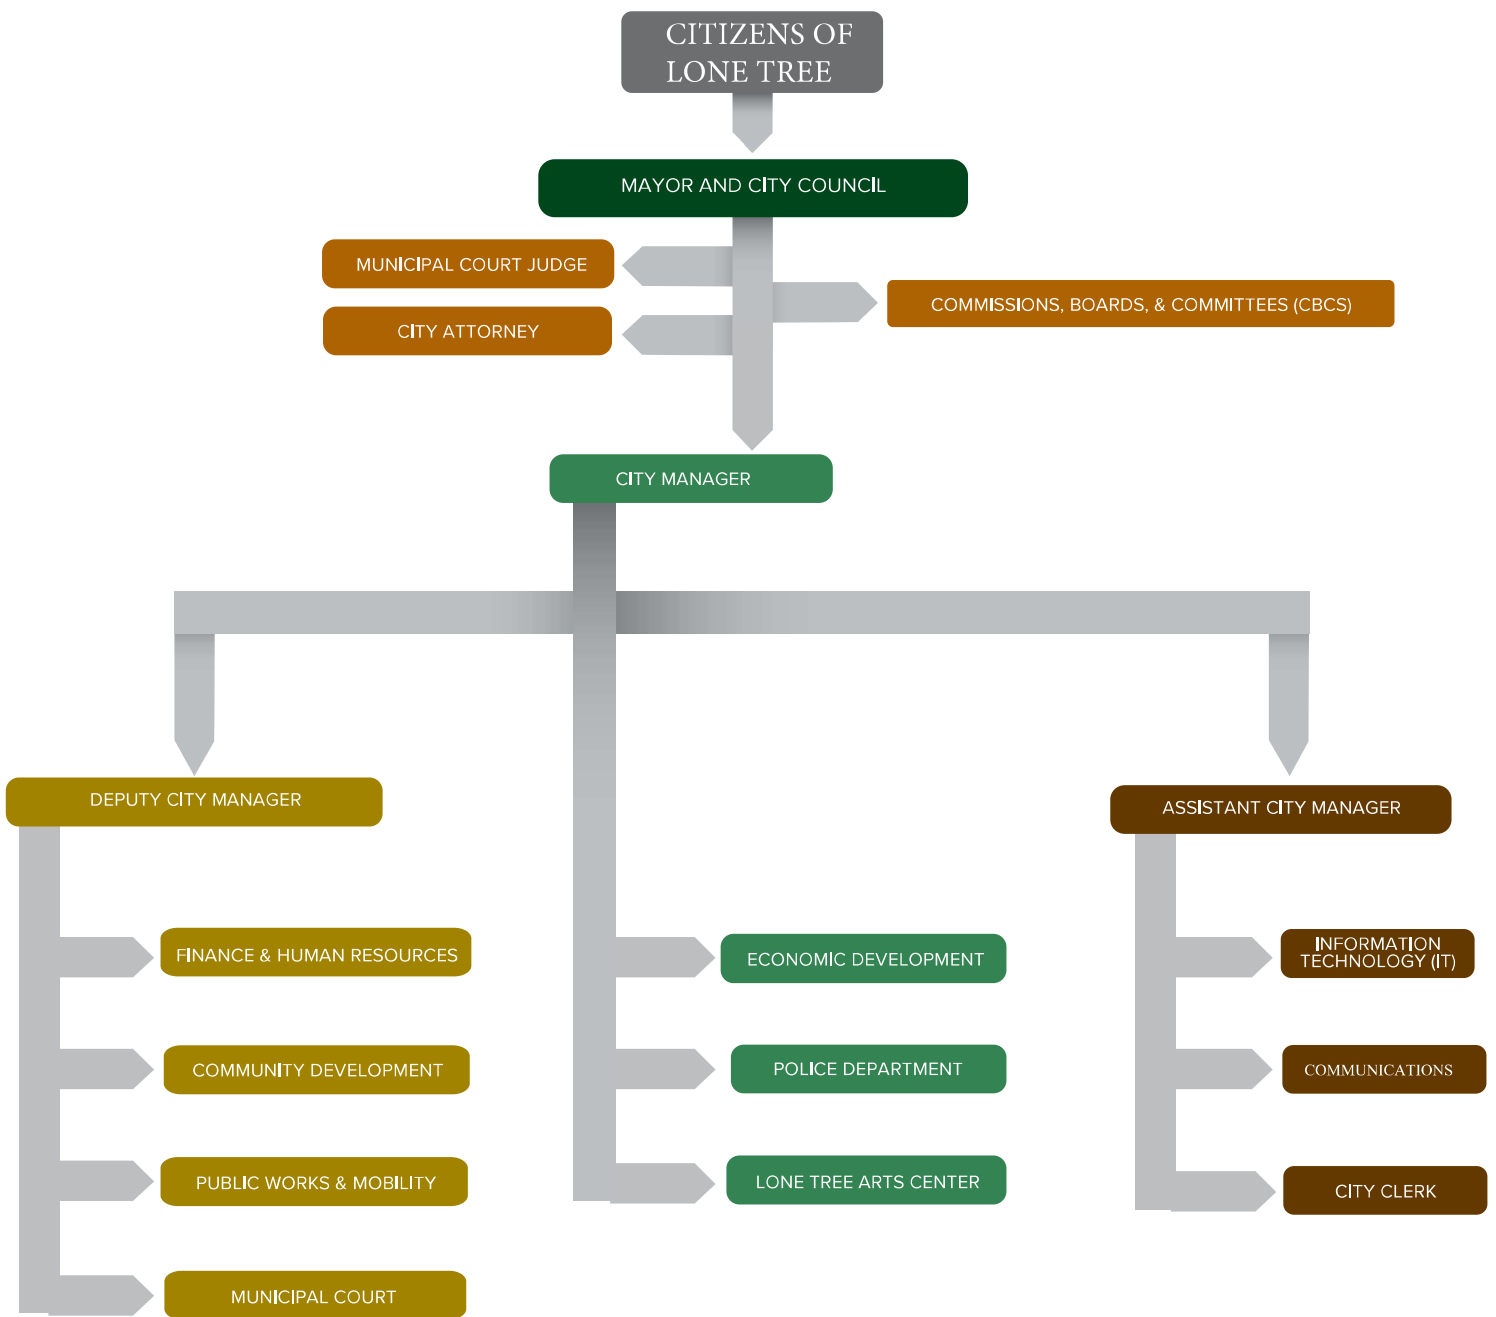 CITIZENS OF
LONE TREE
MAYOR AND CITY COUNCIL
MUNICIPAL COURT JUDGE
COMMISSIONS, BOARDS, & COMMITTEES (CBCS)
CITY ATTORNEY
CITY MANAGER
DEPUTY CITY MANAGER
ASSISTANT CITY MANAGER
FINANCE & HUMAN RESOURCES
COMMUNITY DEVELOPMENT
PUBLIC WORKS & MOBILITY
MUNICIPAL COURT
ECONOMIC DEVELOPMENT
POLICE DEPARTMENT
LONE TREE ARTS CENTER
INFORMATION
TECHNOLOGY (IT)
COMMUNICATIONS
CITY CLERK